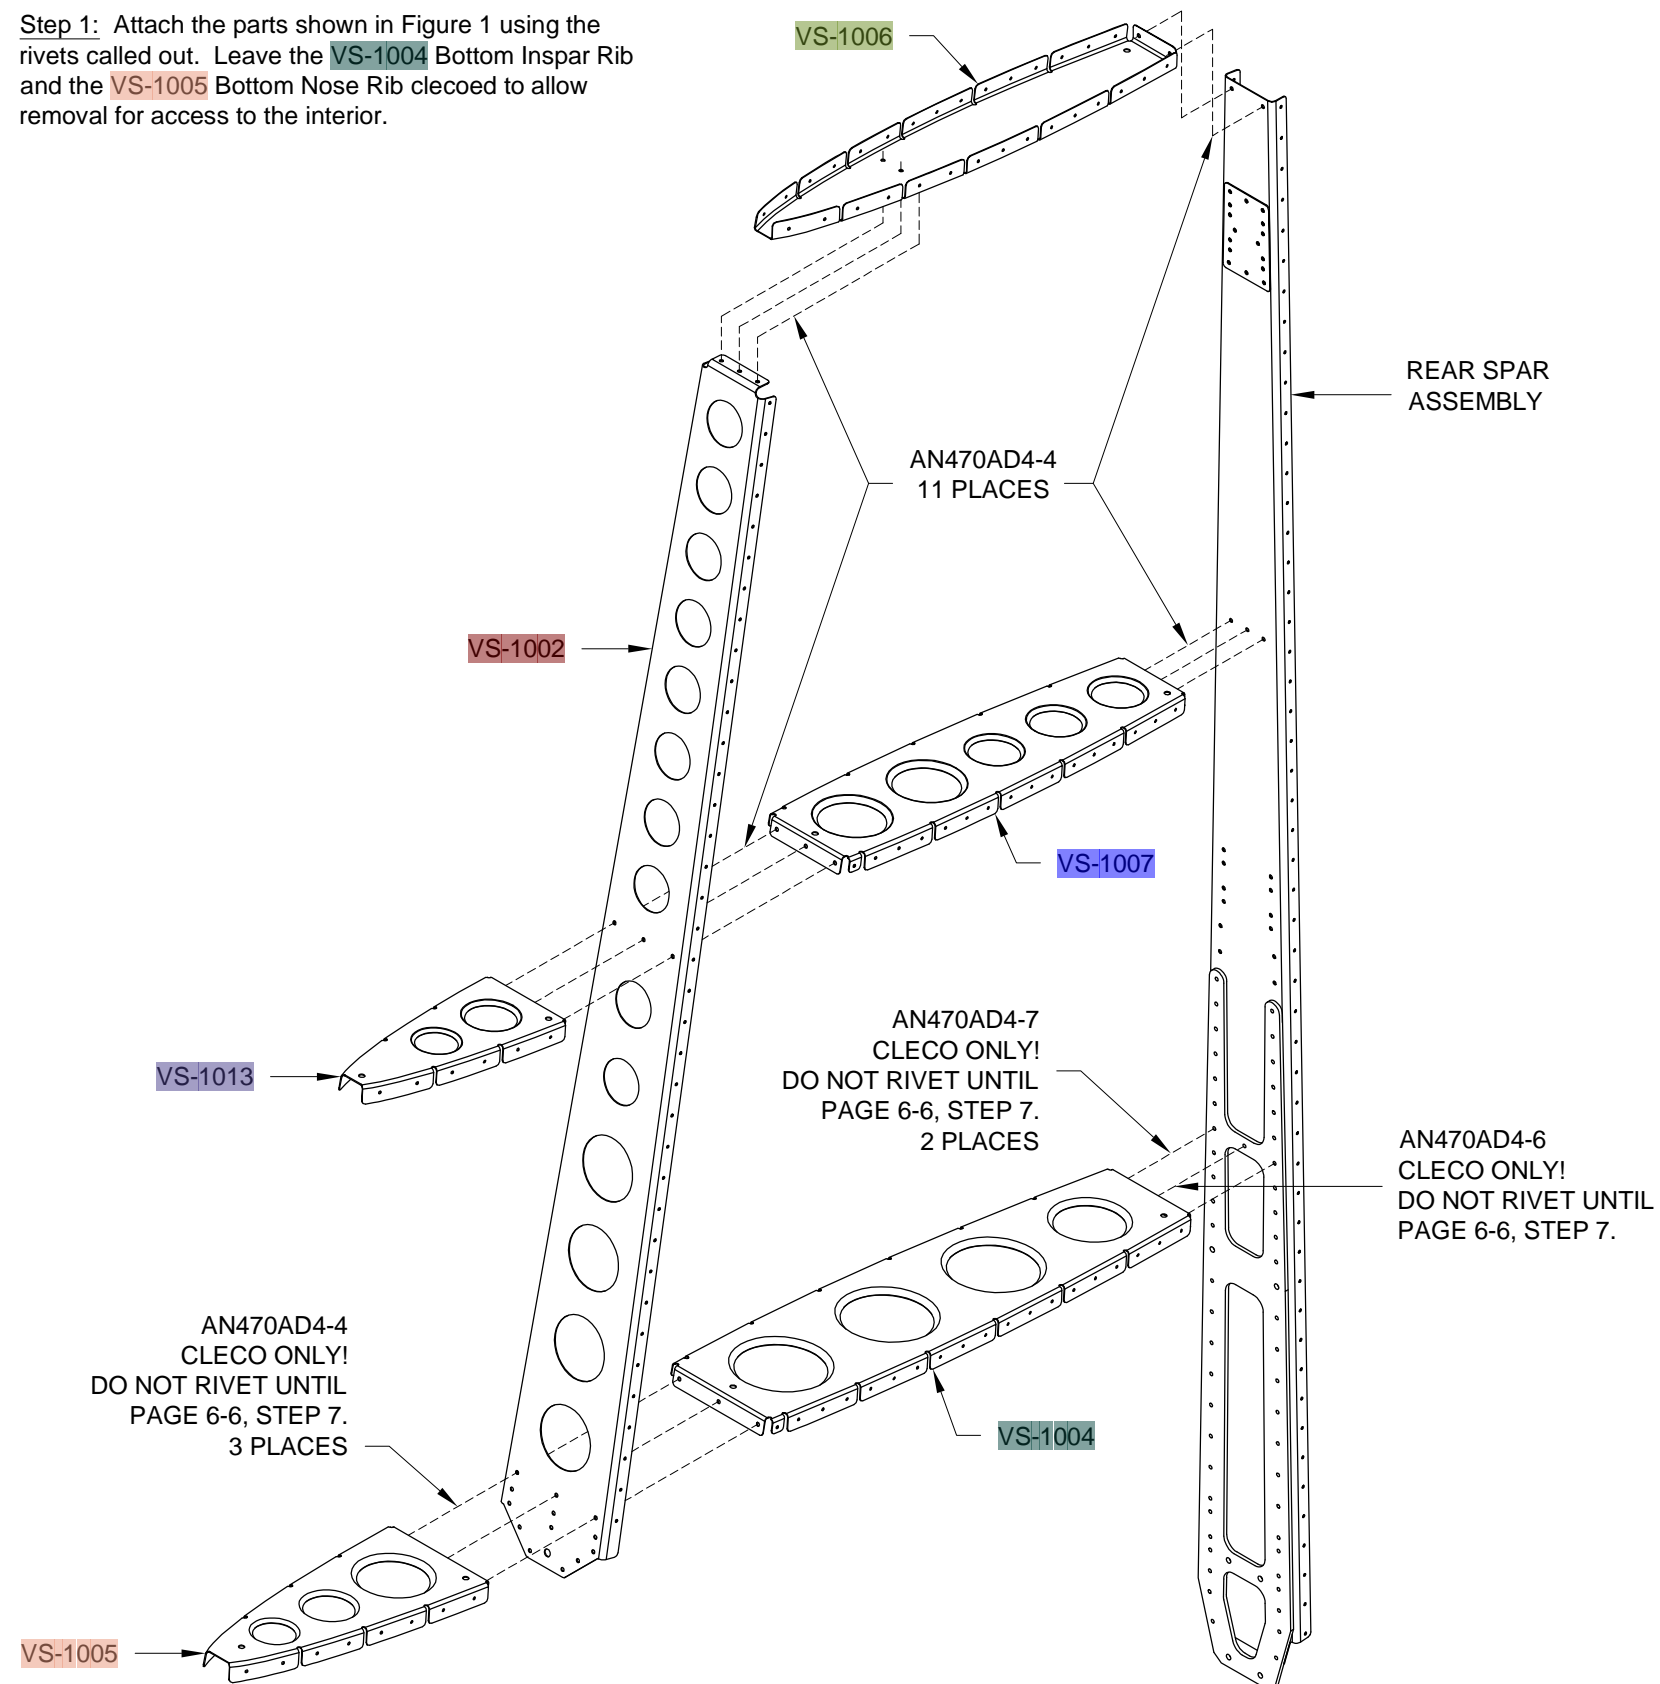 Step 1: Attach the parts shown in Figure 1 using the
rivets called out. Leave the VS-1004 Bottom Inspar Rib
and the VS-1005 Bottom Nose Rib clecoed to allow
removal for access to the interior.
VS-1006
REAR SPAR
ASSEMBLY
AN470AD4-4
11 PLACES
VS-1002
VS-1007
VS-1013
AN470AD4-7
CLECO ONLY!
DO NOT RIVET UNTIL
PAGE 6-6, STEP 7.
2 PLACES
AN470AD4-6
CLECO ONLY!
DO NOT RIVET UNTIL
PAGE 6-6, STEP 7.
AN470AD4-4
CLECO ONLY!
DO NOT RIVET UNTIL
PAGE 6-6, STEP 7.
3 PLACES
VS-1004
VS-1005